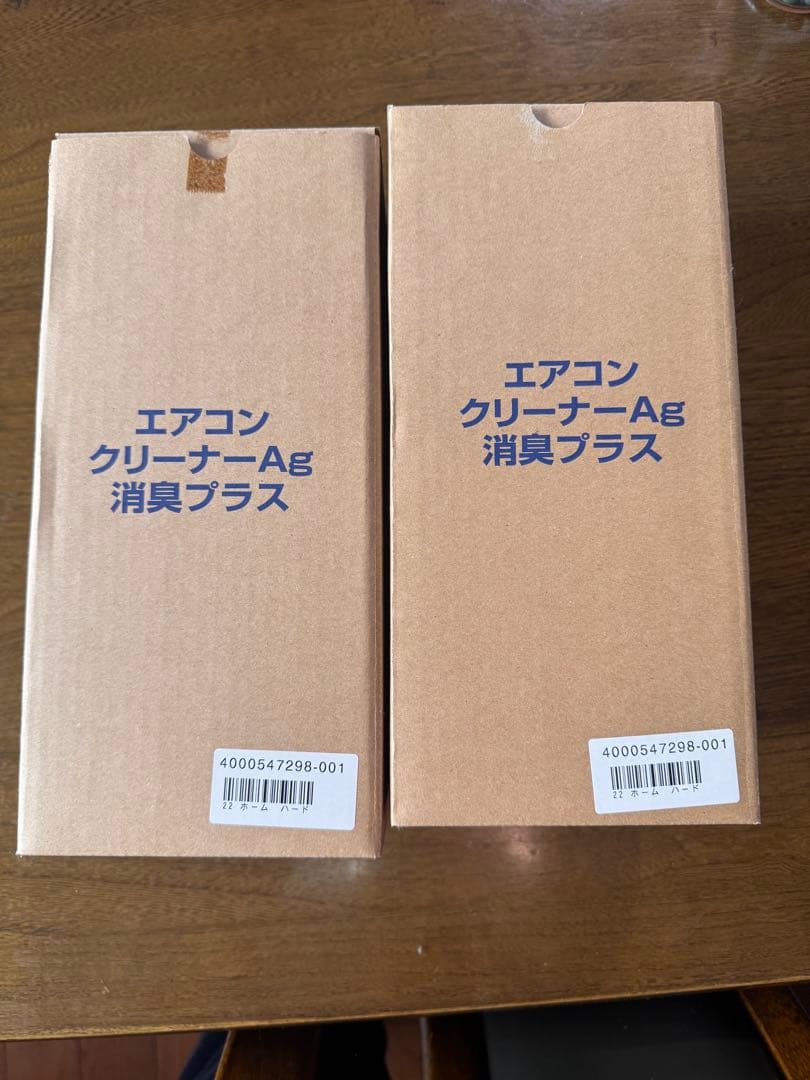 エアコン
クリーナーAg
消臭プラス
4000547298-001
22 ホーム ハード
エアコン
クリーナーAg
消臭プラス
4000547298-001
22 ホーム ハード